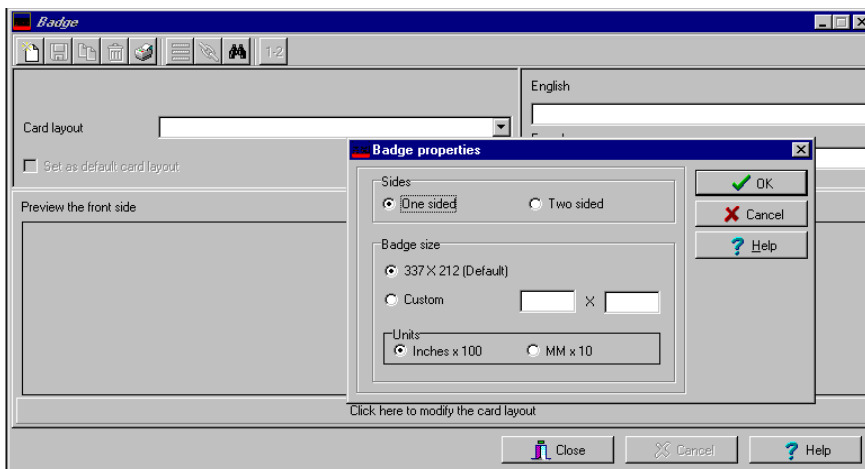 Badge
1-2
English
Card layout
Set as default card layout
Preview the front side
Badge properties
Sides
One sided
Two sided
Badge size
337 X 212 (Default)
Custom
X
Units
Inches x 100
MM x 10
OK
Cancel
Help
Click here to modify the card layout
Close
Cancel
Help